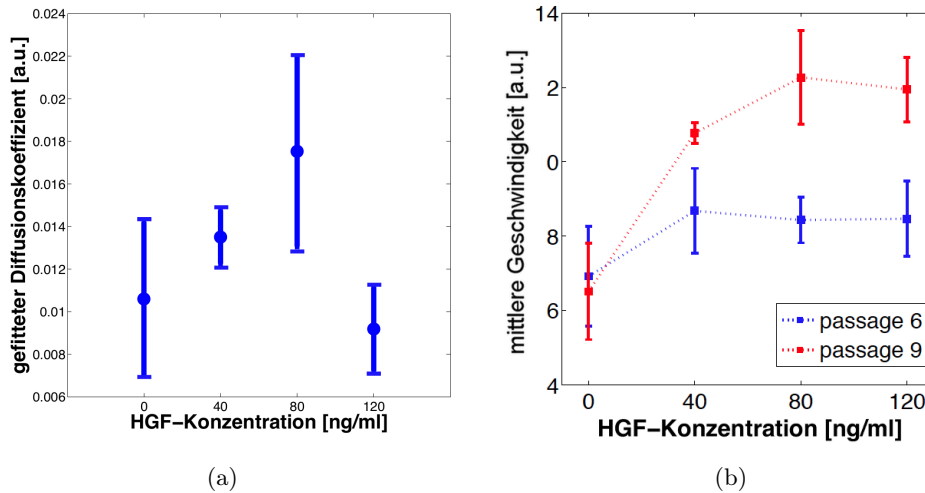 0.024
0.022
0.02
0.018
0.016
0.014
0.012
0.01
0.008
0.006
gefitteter Diffusionskoeffizient [a.u.]
0 40 80 120
HGF−Konzentration [ng/ml]
(a)
14
2
0
8
6
4
mittlere Geschwindigkeit [a.u.]
passage 6
passage 9
0 40 80 120
HGF−Konzentration [ng/ml]
(b)